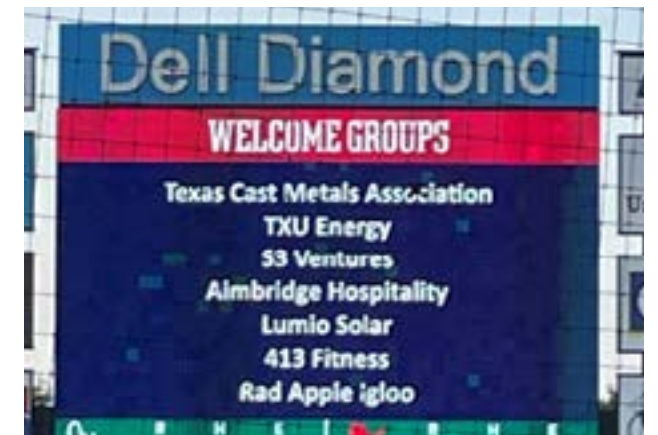 Dell Diamond
WELCOME GROUPS
Texas Cast Metals Association
TXU Energy
S3 Ventures
Aimbridge Hospitality
Lumio Solar
413 Fitness
Rad Apple igloo
R H E R H E